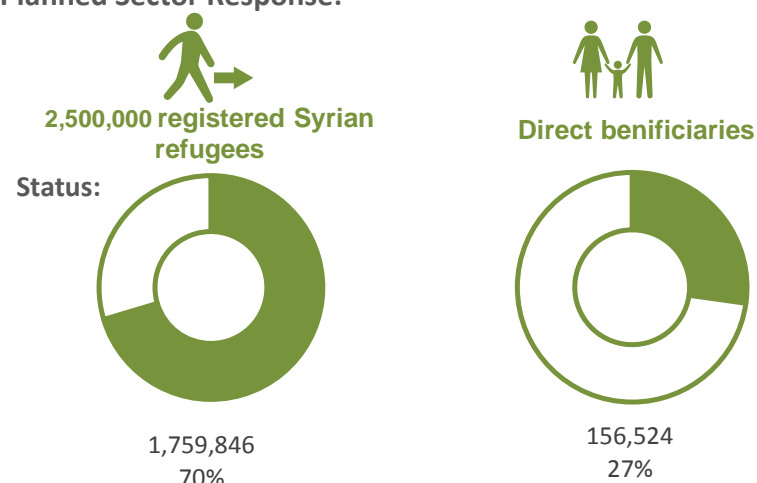 Planned Sector Response:
2,500,000 registered Syrian
refugees
Direct benificiaries
Status:
1,759,846
70%
156,524
27%